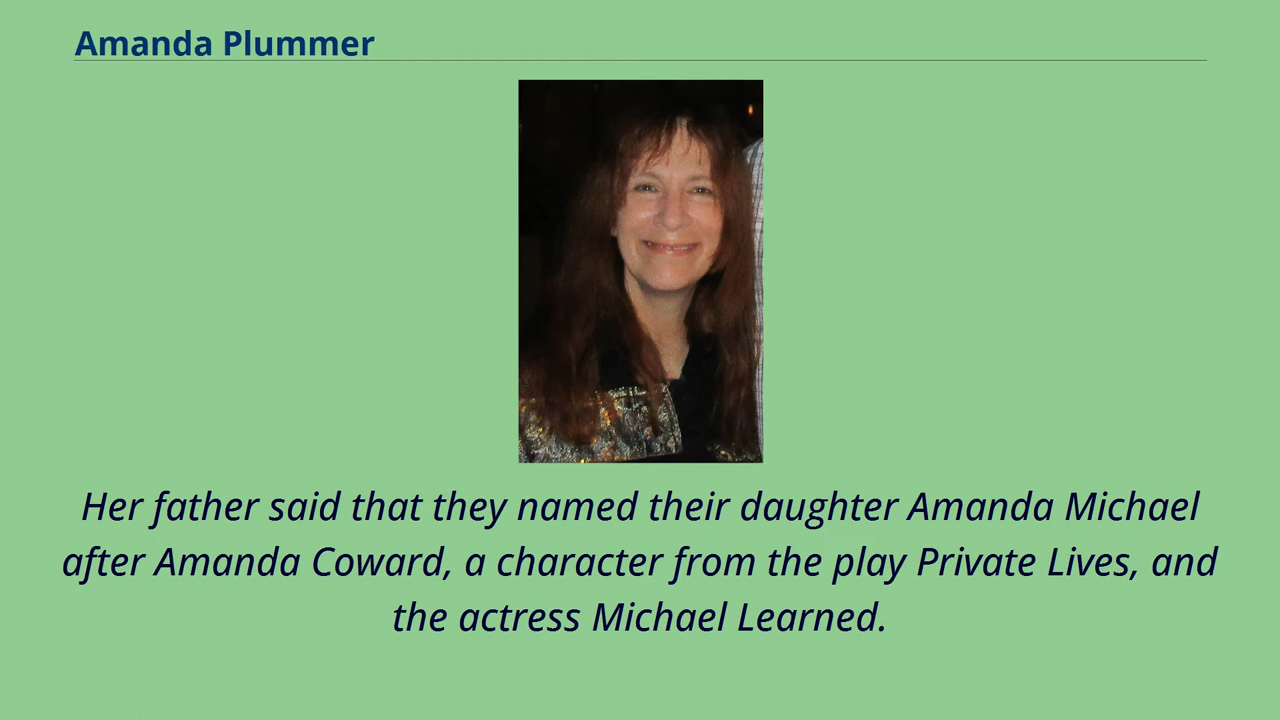 Amanda Plummer
Her father said that they named their daughter Amanda Michael
after Amanda Coward, a character from the play Private Lives, and
the actress Michael Learned.